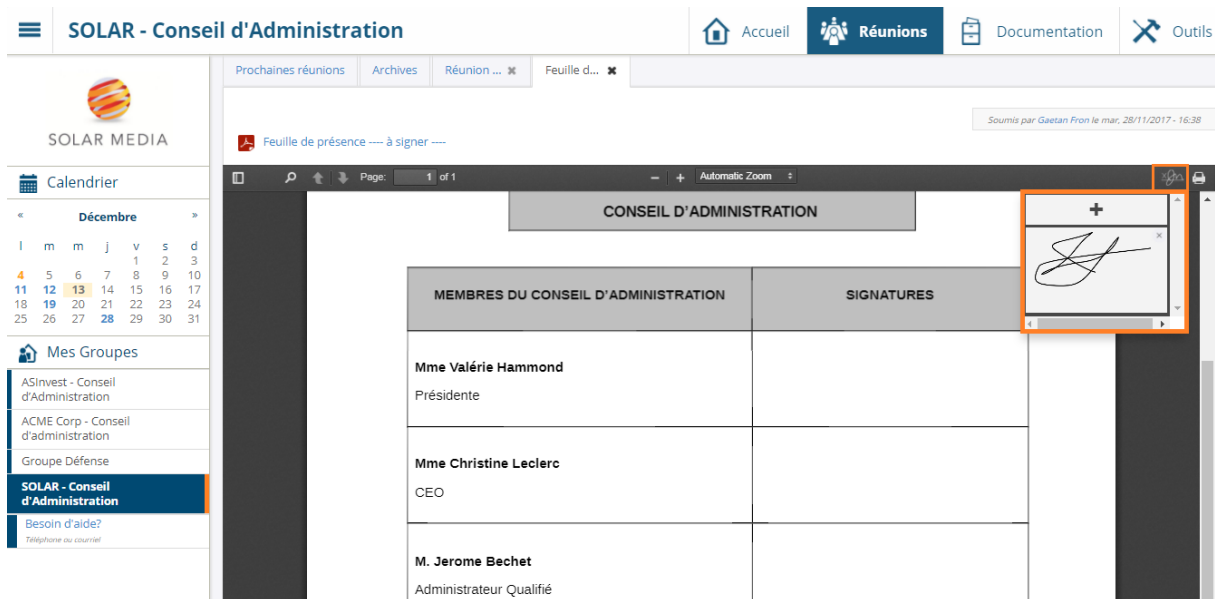 SOLAR - Conseil d'Administration
Accueil
Réunions
Documentation
Outils
SOLAR MEDIA
Calendrier
« Décembre »
l m m j v s d
1 2 3
4 5 6 7 8 9 10
11 12 13 14 15 16 17
18 19 20 21 22 23 24
25 26 27 28 29 30 31
Mes Groupes
ASInvest - Conseil
d'Administration
ACME Corp - Conseil
d'administration
Groupe Défense
SOLAR - Conseil
d'Administration
Besoin d'aide?
Téléphone ou courriel
Prochaines réunions
Archives
Réunion ... ✖
Feuille d... ✖
Soumis par Gaetan Fron le mar, 28/11/2017 - 16:38
Feuille de présence ---- à signer ----
Page: 1 of 1
Automatic Zoom
CONSEIL D'ADMINISTRATION
MEMBRES DU CONSEIL D'ADMINISTRATION
SIGNATURES
Mme Valérie Hammond
Présidente
Mme Christine Leclerc
CEO
M. Jerome Bechet
Administrateur Qualifié